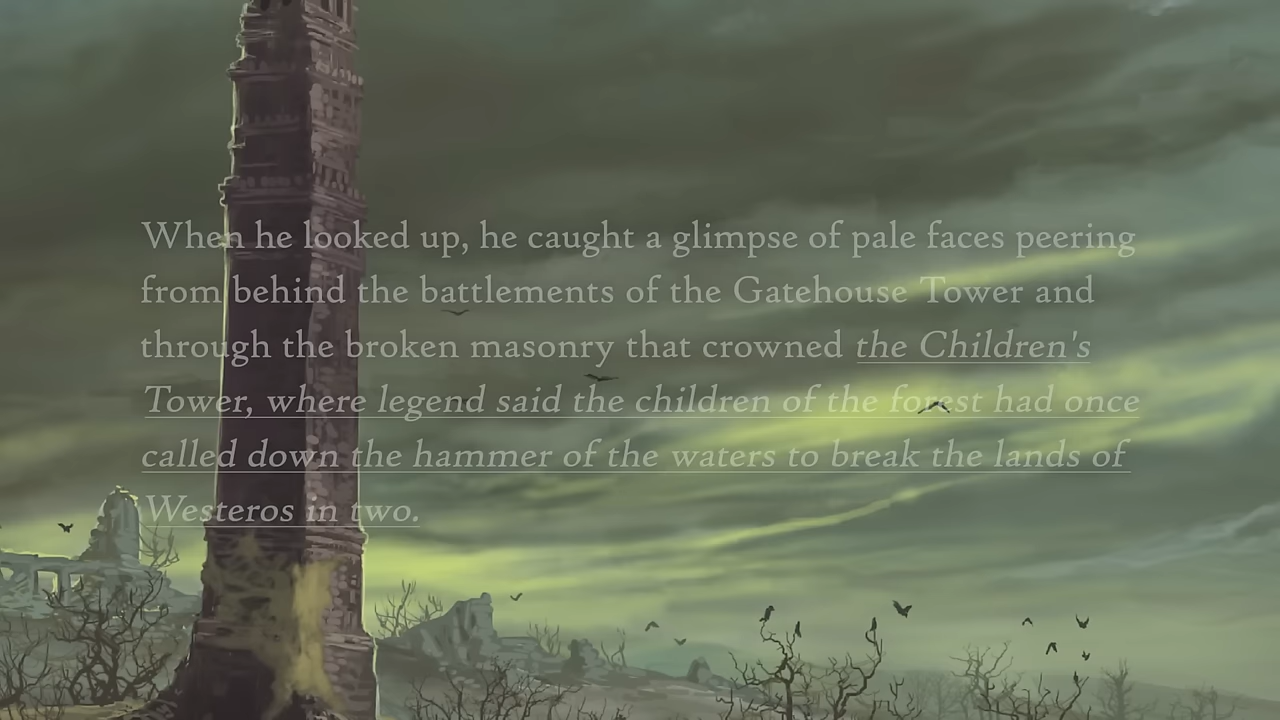 When he looked up, he caught a glimpse of pale faces peering
from behind the battlements of the Gatehouse Tower and
through the broken masonry that crowned the Children's
Tower, where legend said the children of the forest had once
called down the hammer of the waters to break the lands of
Westeros in two.